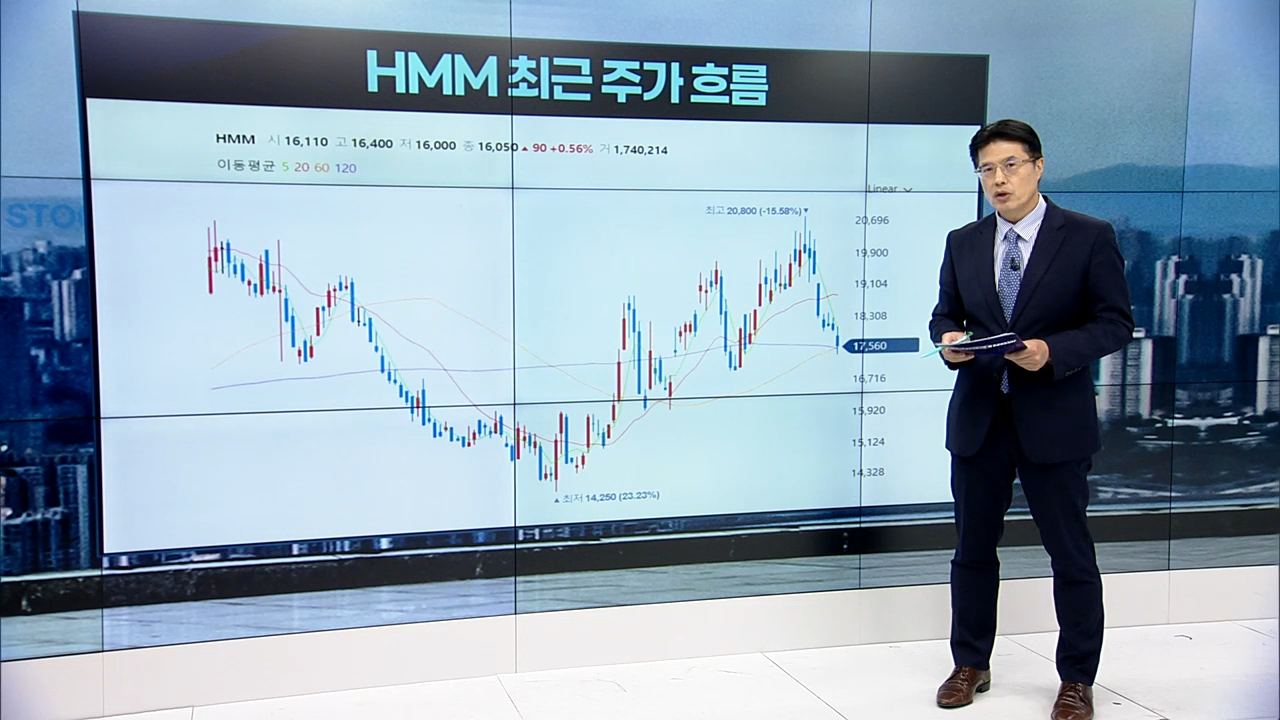 HMM 최근 주가 흐름
HMM 시 16,110 고 16,400 저 16,000 종 16,050 ▲ 90 +0.56% 거 1,740,214
이동평균 5 20 60 120
Linear
STO
최고 20,800 (-15.58%) ▼
20,696
19,900
19,104
18,308
17,560
16,716
15,920
15,124
14,328
▲ 최저 14,250 (23.23%)